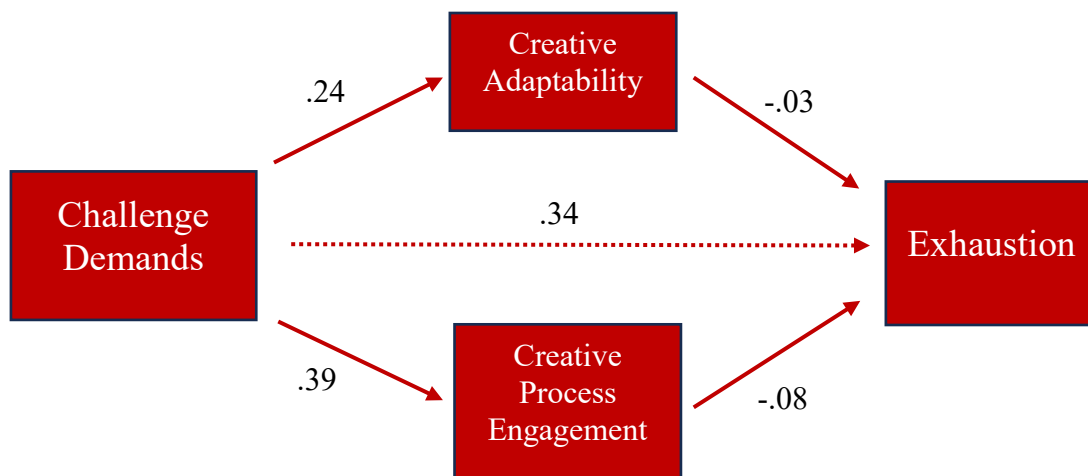 Creative
Adaptability
.24
-.03
Challenge
Demands
.34
Exhaustion
.39
Creative
Process
Engagement
-.08